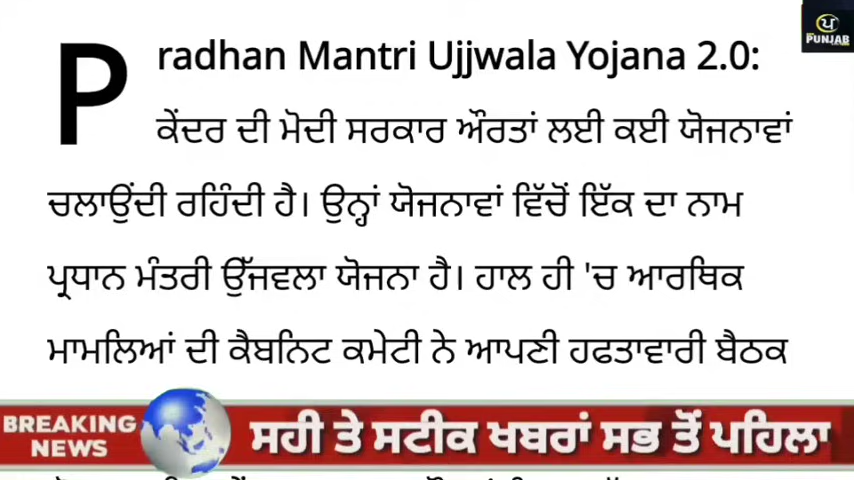 ਪ
PUNJAB
Pradhan Mantri Ujjwala Yojana 2.0:
ਕੇਂਦਰ ਦੀ ਮੋਦੀ ਸਰਕਾਰ ਔਰਤਾਂ ਲਈ ਕਈ ਯੋਜਨਾਵਾਂ
ਚਲਾਉਂਦੀ ਰਹਿੰਦੀ ਹੈ। ਉਨ੍ਹਾਂ ਯੋਜਨਾਵਾਂ ਵਿੱਚੋਂ ਇੱਕ ਦਾ ਨਾਮ
ਪ੍ਰਧਾਨ ਮੰਤਰੀ ਉੱਜਵਲਾ ਯੋਜਨਾ ਹੈ। ਹਾਲ ਹੀ 'ਚ ਆਰਥਿਕ
ਮਾਮਲਿਆਂ ਦੀ ਕੈਬਨਿਟ ਕਮੇਟੀ ਨੇ ਆਪਣੀ ਹਫਤਾਵਾਰੀ ਬੈਠਕ
BREAKING
NEWS
ਸਹੀ ਤੇ ਸਟੀਕ ਖਬਰਾਂ ਸਭ ਤੋਂ ਪਹਿਲਾ